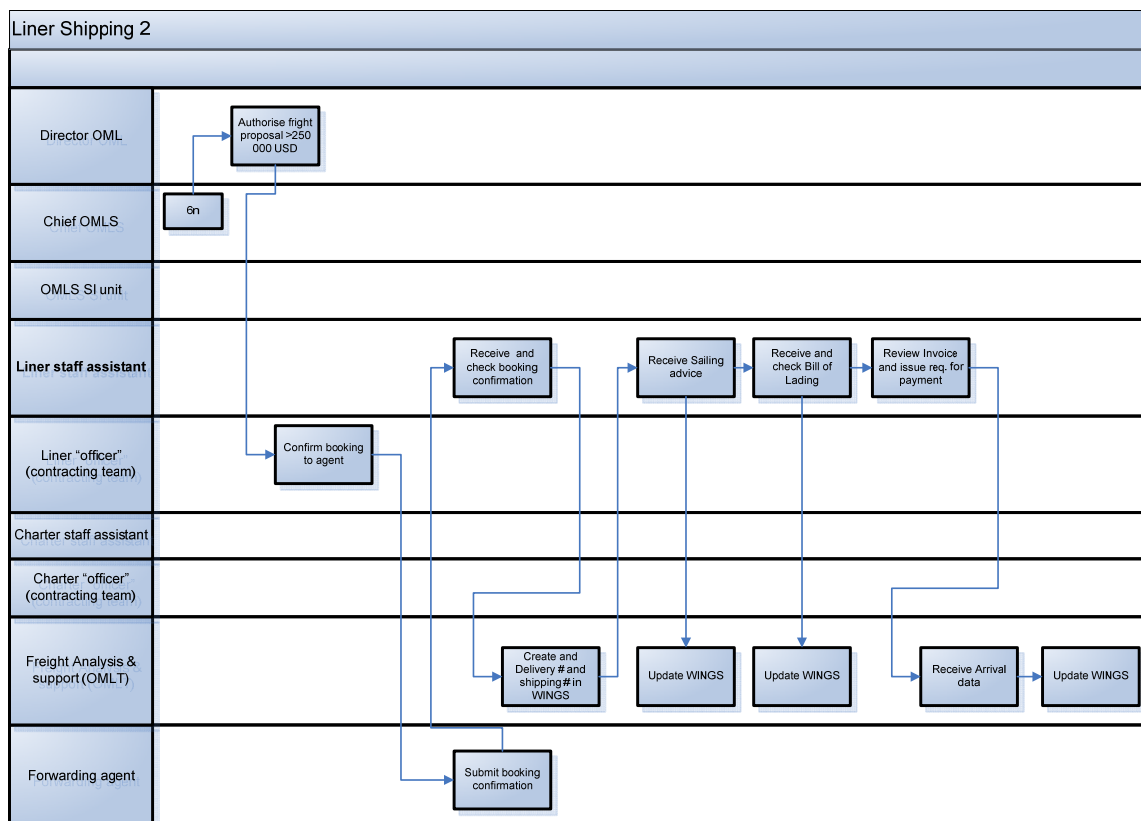 Liner Shipping 2
Director OML
Authorise fright
proposal >250
000 USD
Chief OMLS
6n
OMLS SI unit
Liner staff assistant
Receive and
check booking
confirmation
Receive Sailing
advice
Receive and
check Bill of
Lading
Review Invoice
and issue req. for
payment
Liner “officer”
(contracting team)
Confirm booking
to agent
Charter staff assistant
Charter “officer”
(contracting team)
Freight Analysis &
support (OMLT)
Create and
Delivery # and
shipping # in
WINGS
Update WINGS
Update WINGS
Receive Arrival
data
Update WINGS
Forwarding agent
Submit booking
confirmation